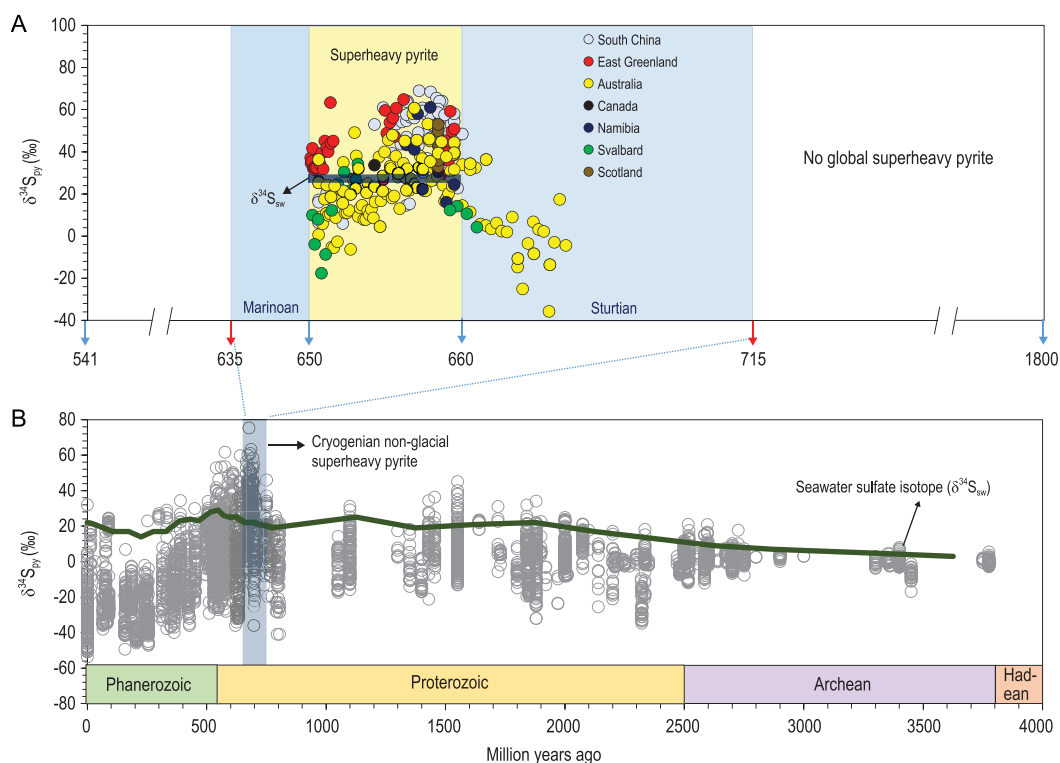 A
100
80
60
40
20
0
-20
-40
δ34Spy (‰)
Superheavy pyrite
South China
East Greenland
Australia
Canada
Namibia
Svalbard
Scotland
No global superheavy pyrite
δ34Ssw
Marinoan
Sturtian
541
635
650
660
715
1800
B
80
60
40
20
0
-20
-40
-60
-80
δ34Spy (‰)
Cryogenian non-glacial
superheavy pyrite
Seawater sulfate isotope (δ34Ssw)
Phanerozoic
Proterozoic
Archean
Had-
ean
0
500
1000
1500
2000
2500
3000
3500
4000
Million years ago